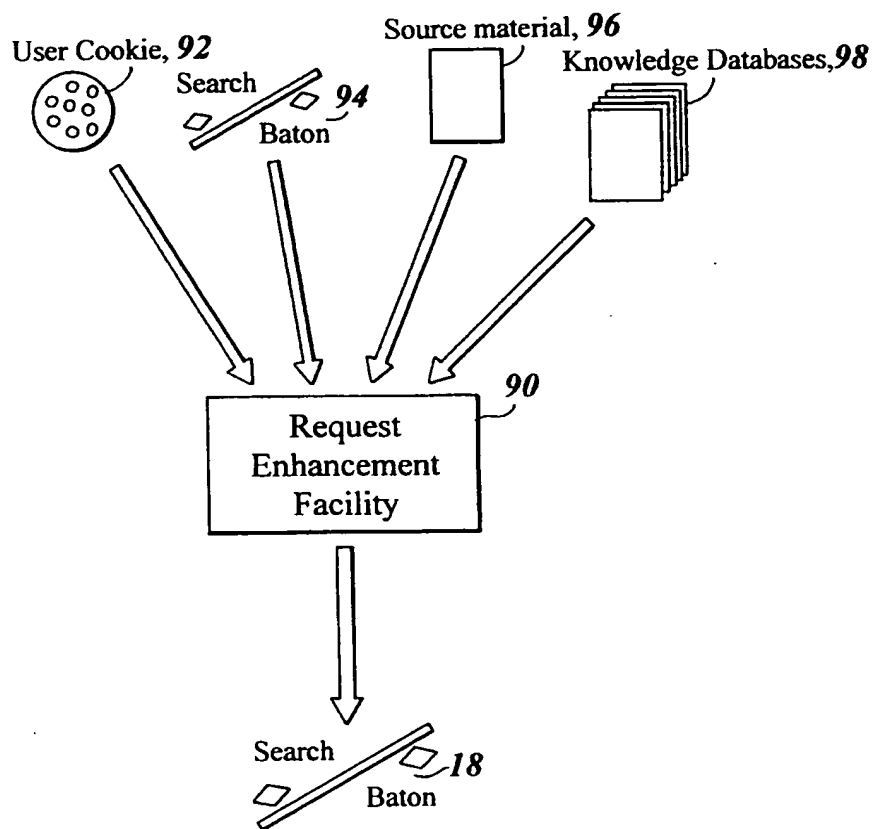 User Cookie, 92
Search
Baton 94
Source material, 96
Knowledge Databases, 98
90
Request
Enhancement
Facility
Search
18
Baton